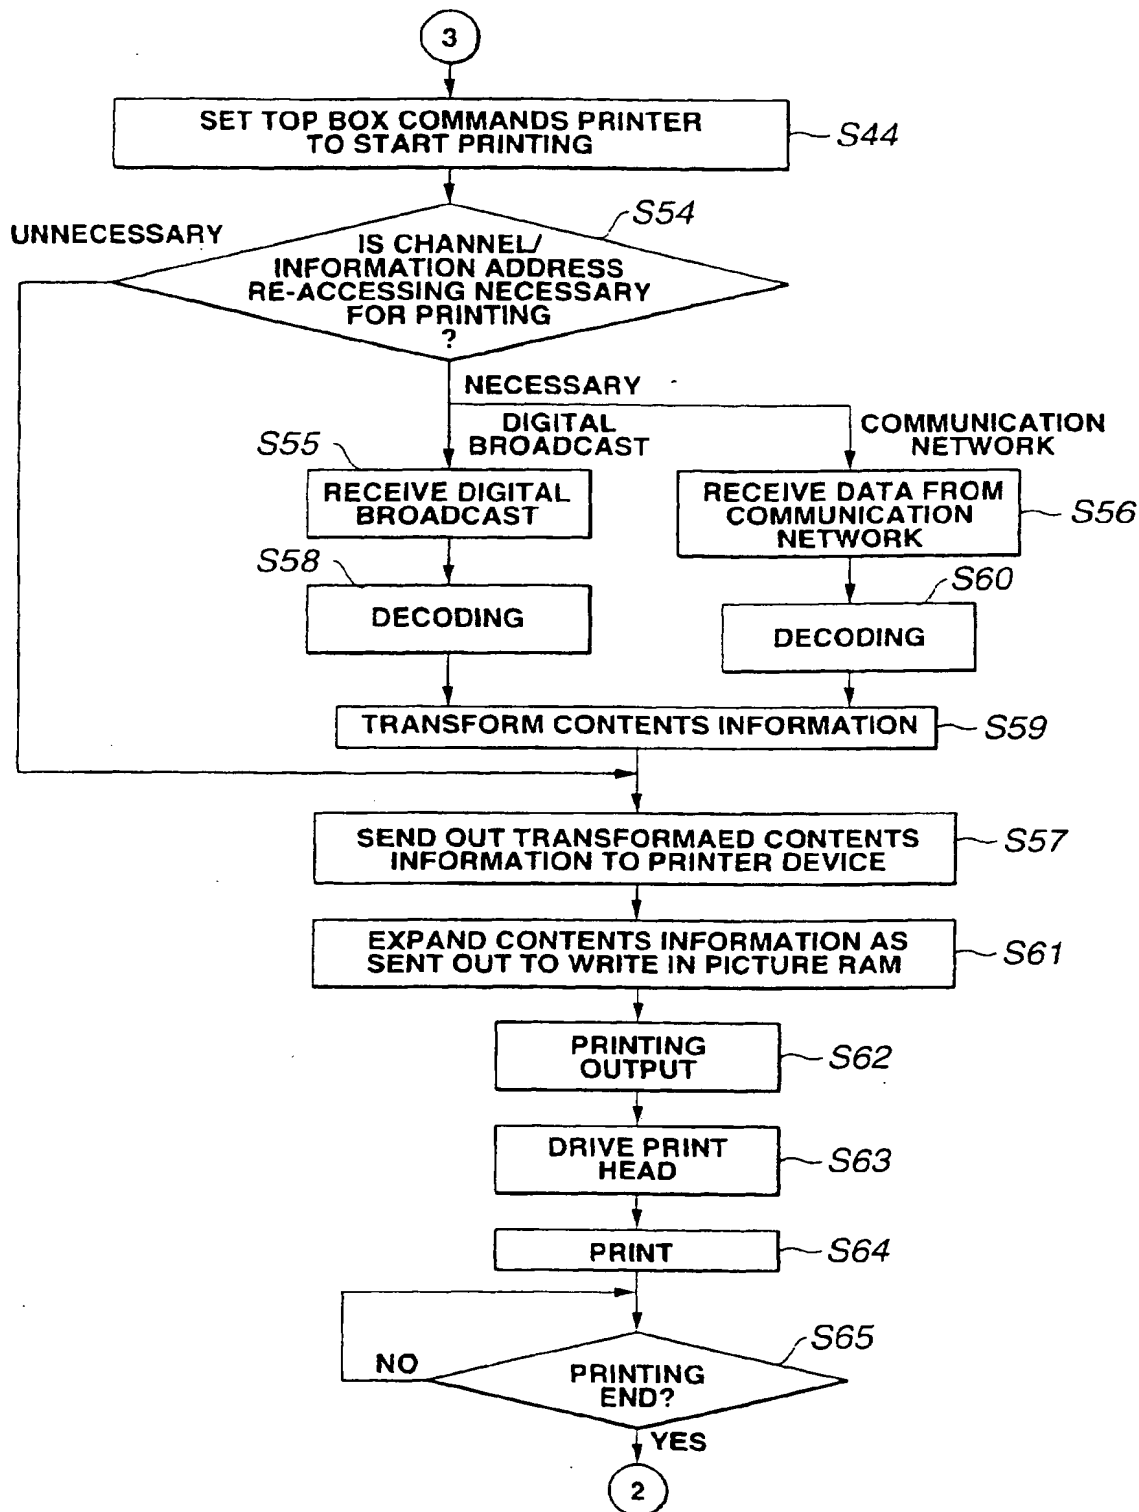 3
SET TOP BOX COMMANDS PRINTER
TO START PRINTING
S44
S54
UNNECESSARY
IS CHANNEL/
INFORMATION ADDRESS
RE-ACCESSING NECESSARY
FOR PRINTING
?
NECESSARY
DIGITAL
BROADCAST
COMMUNICATION
NETWORK
S55
RECEIVE DIGITAL
BROADCAST
RECEIVE DATA FROM
COMMUNICATION
NETWORK
S56
S58
DECODING
S60
DECODING
TRANSFORM CONTENTS INFORMATION
S59
SEND OUT TRANSFORMAED CONTENTS
INFORMATION TO PRINTER DEVICE
S57
EXPAND CONTENTS INFORMATION AS
SENT OUT TO WRITE IN PICTURE RAM
S61
PRINTING
OUTPUT
S62
DRIVE PRINT
HEAD
S63
PRINT
S64
S65
NO
PRINTING
END?
YES
2